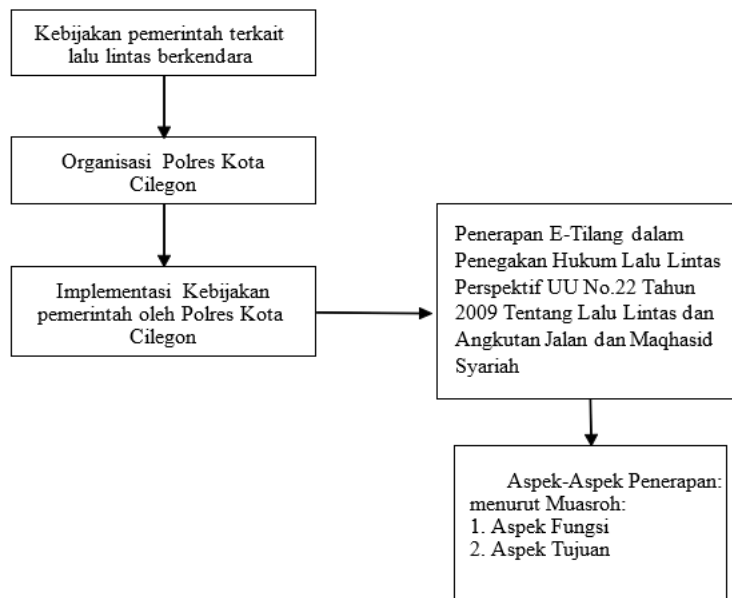 Kebijakan pemerintah terkait
lalu lintas berkendara
Organisasi Polres Kota
Cilegon
Implementasi Kebijakan
pemerintah oleh Polres Kota
Cilegon
Penerapan E-Tilang dalam
Penegakan Hukum Lalu Lintas
Perspektif UU No.22 Tahun
2009 Tentang Lalu Lintas dan
Angkutan Jalan dan Maqhasid
Syariah
Aspek-Aspek Penerapan:
menurut Muasroh:
1. Aspek Fungsi
2. Aspek Tujuan